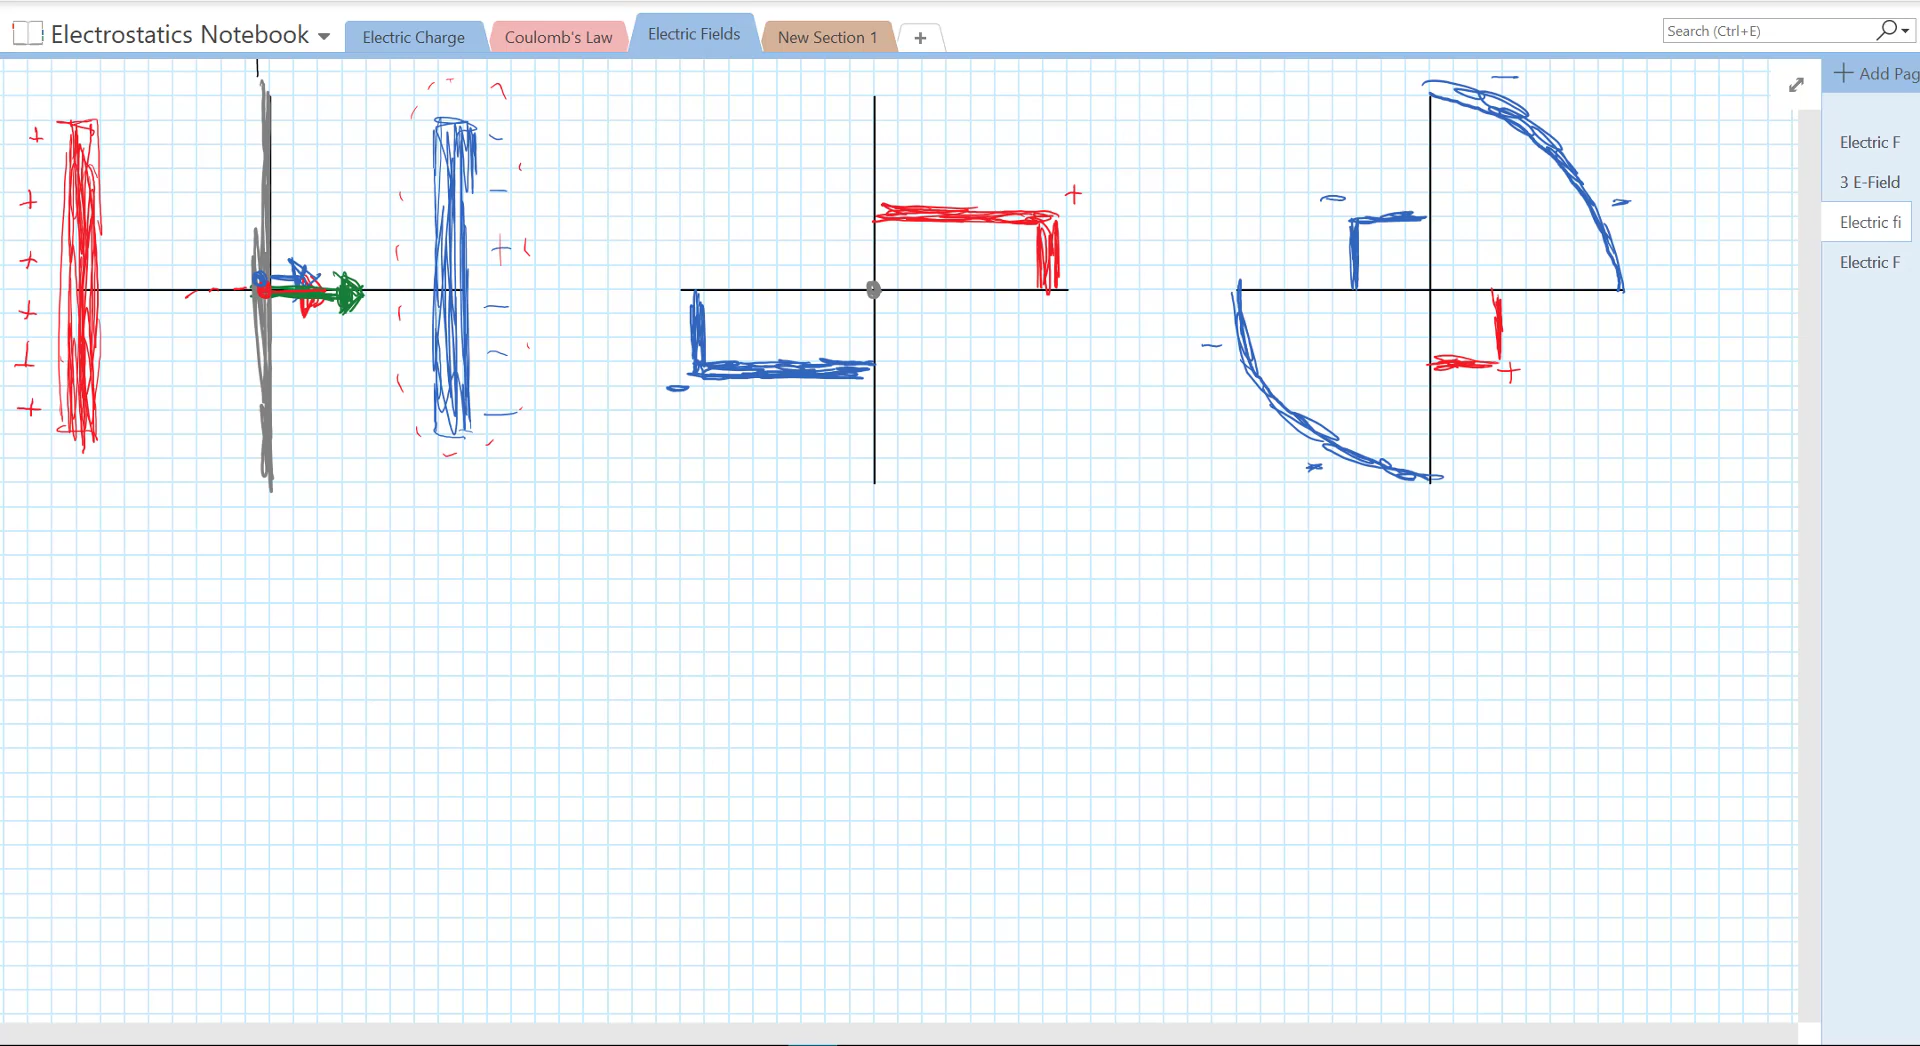 Electrostatics Notebook
Electric Charge
Coulomb's Law
Electric Fields
New Section 1
+
Search (Ctrl+E)
+ Add Pag
Electric F
3 E-Field
Electric fi
Electric F
+
+
+
+
+
+
-
-
+
-
-
-
+
-
-
-
-
-
-
+